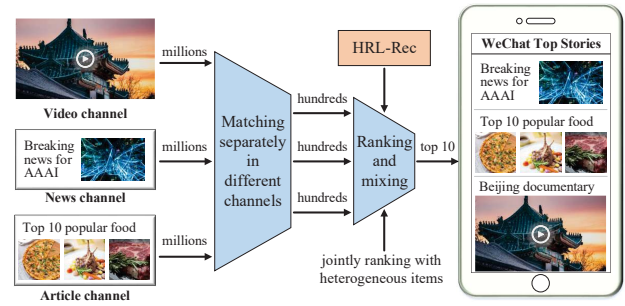 Video channel
Breaking
news for
AAAI
News channel
Top 10 popular food
Article channel
millions
millions
millions
Matching
separately
in
different
channels
hundreds
hundreds
hundreds
HRL-Rec
Ranking
and
mixing
jointly ranking with
heterogeneous items
top 10
WeChat Top Stories
Breaking
news for
AAAI
Top 10 popular food
Beijing documentary